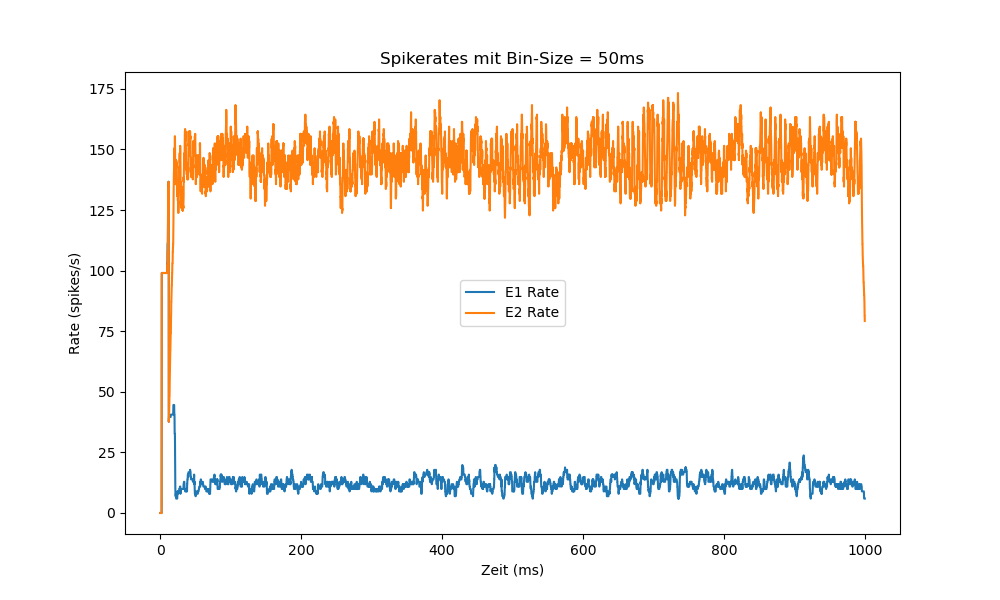 Spikerates mit Bin-Size = 50ms
175
150
125
100
75
50
25
0
Rate (spikes/s)
E1 Rate
E2 Rate
0
200
400
600
800
1000
Zeit (ms)